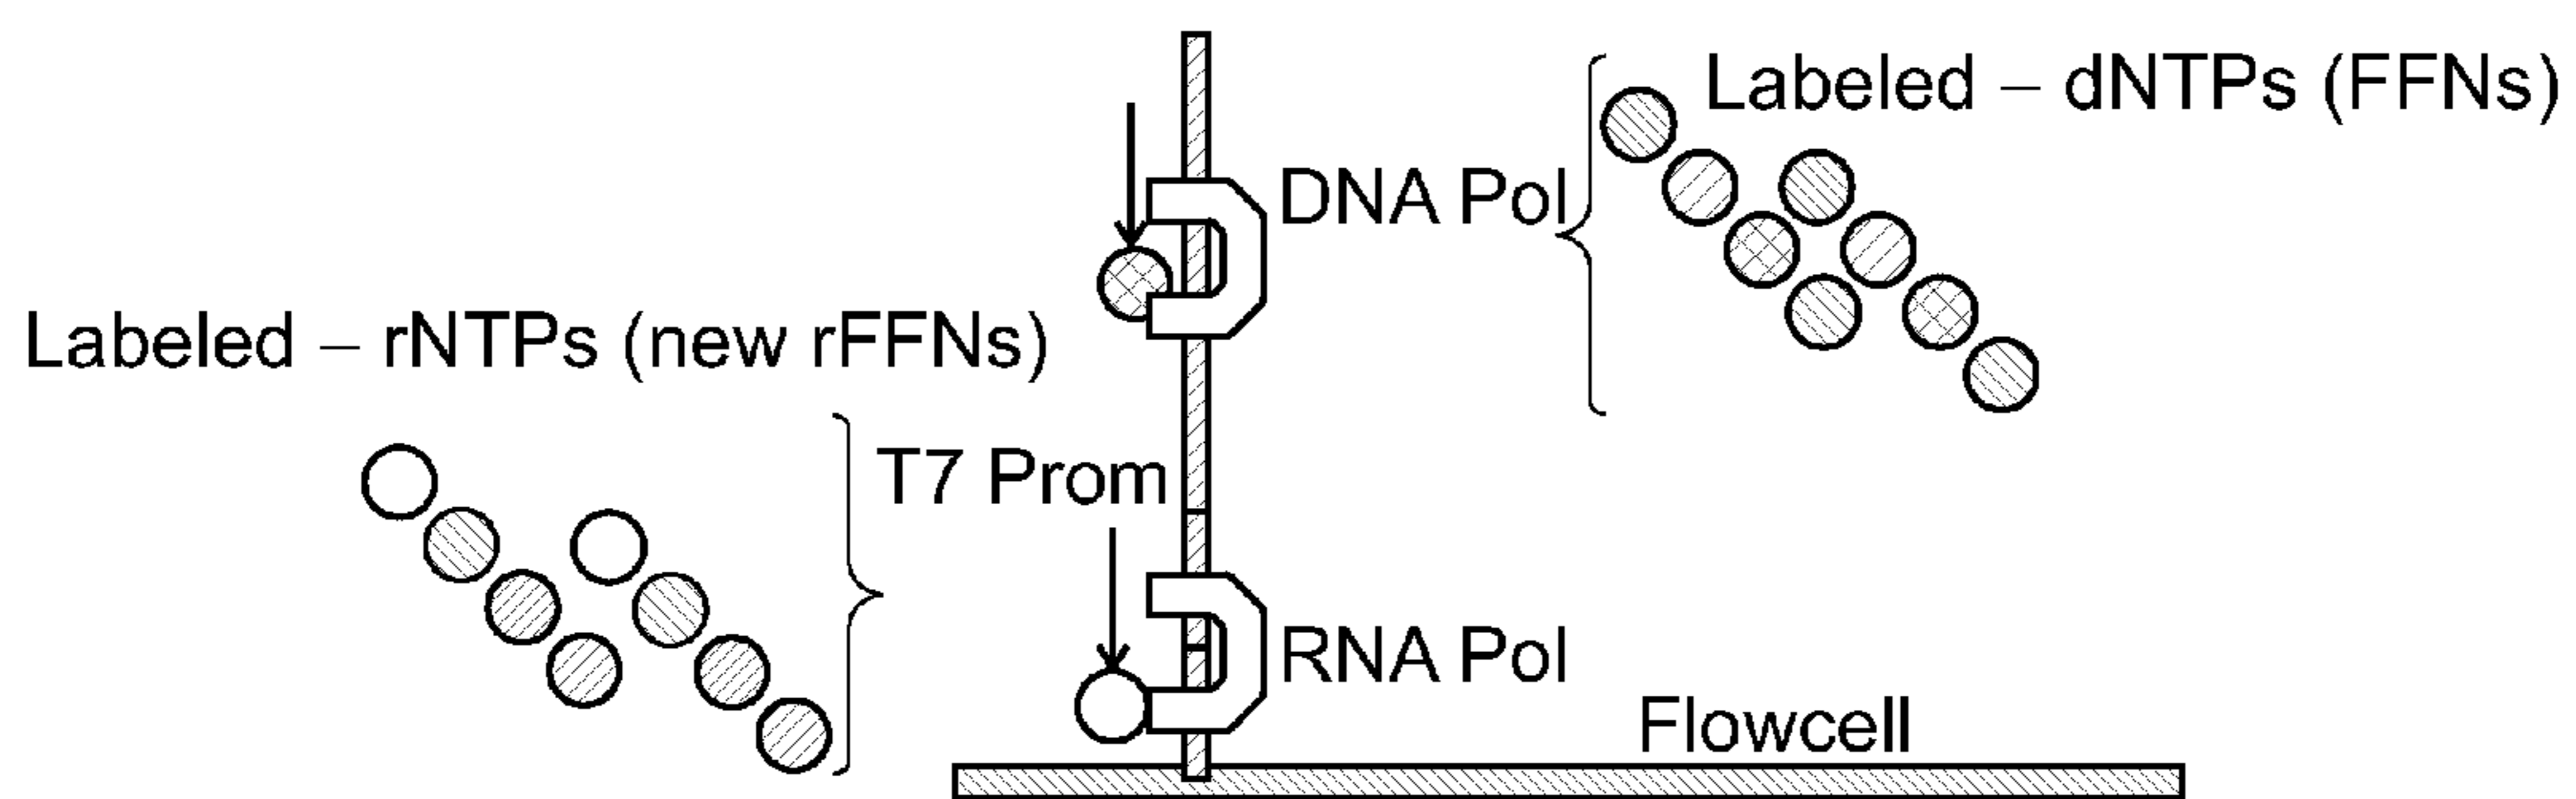 Labeled – dNTPs (FFNs)
DNA Pol
Labeled – rNTPs (new rFFNs)
T7 Prom
RNA Pol
Flowcell